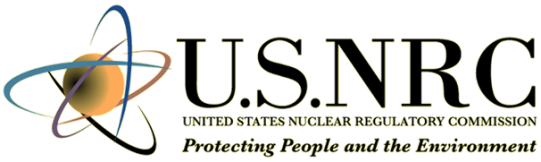 U.S.NRC
UNITED STATES NUCLEAR REGULATORY COMMISSION
Protecting People and the Environment